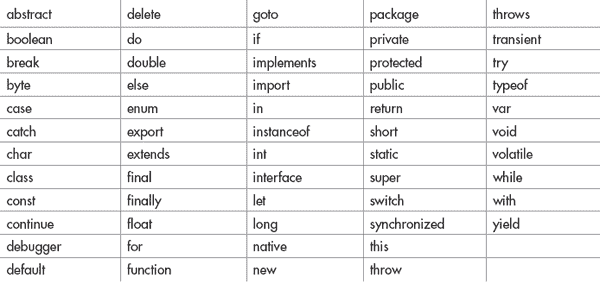 abstract delete goto package throws
boolean do if private transient
break double implements protected try
byte else import public typeof
case enum in return var
catch export instanceof short void
char extends int static volatile
class final interface super while
const finally let switch with
continue float long synchronized yield
debugger for native this
default function new throw